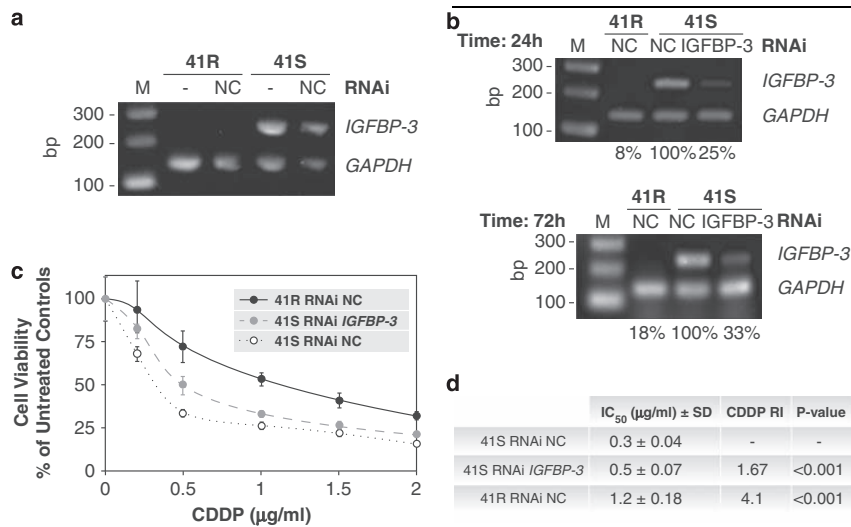 a
41R 41S
M - NC - NC RNAi
300 -
200 -
100 -
bp
IGFBP-3
GAPDH
b
41R 41S
Time: 24h M NC NC IGFBP-3 RNAi
300 -
200 -
100 -
bp
IGFBP-3
GAPDH
8% 100% 25%
41R 41S
Time: 72h M NC NC IGFBP-3 RNAi
300 -
200 -
100 -
bp
IGFBP-3
GAPDH
18% 100% 33%
c
Cell Viability
% of Untreated Controls
100
75
50
25
0
0 0.5 1 1.5 2
CDDP (µg/ml)
41R RNAi NC
41S RNAi IGFBP-3
41S RNAi NC
d
IC50 (µg/ml) ± SD CDDP RI P-value
41S RNAi NC 0.3 ± 0.04 - -
41S RNAi IGFBP-3 0.5 ± 0.07 1.67 <0.001
41R RNAi NC 1.2 ± 0.18 4.1 <0.001